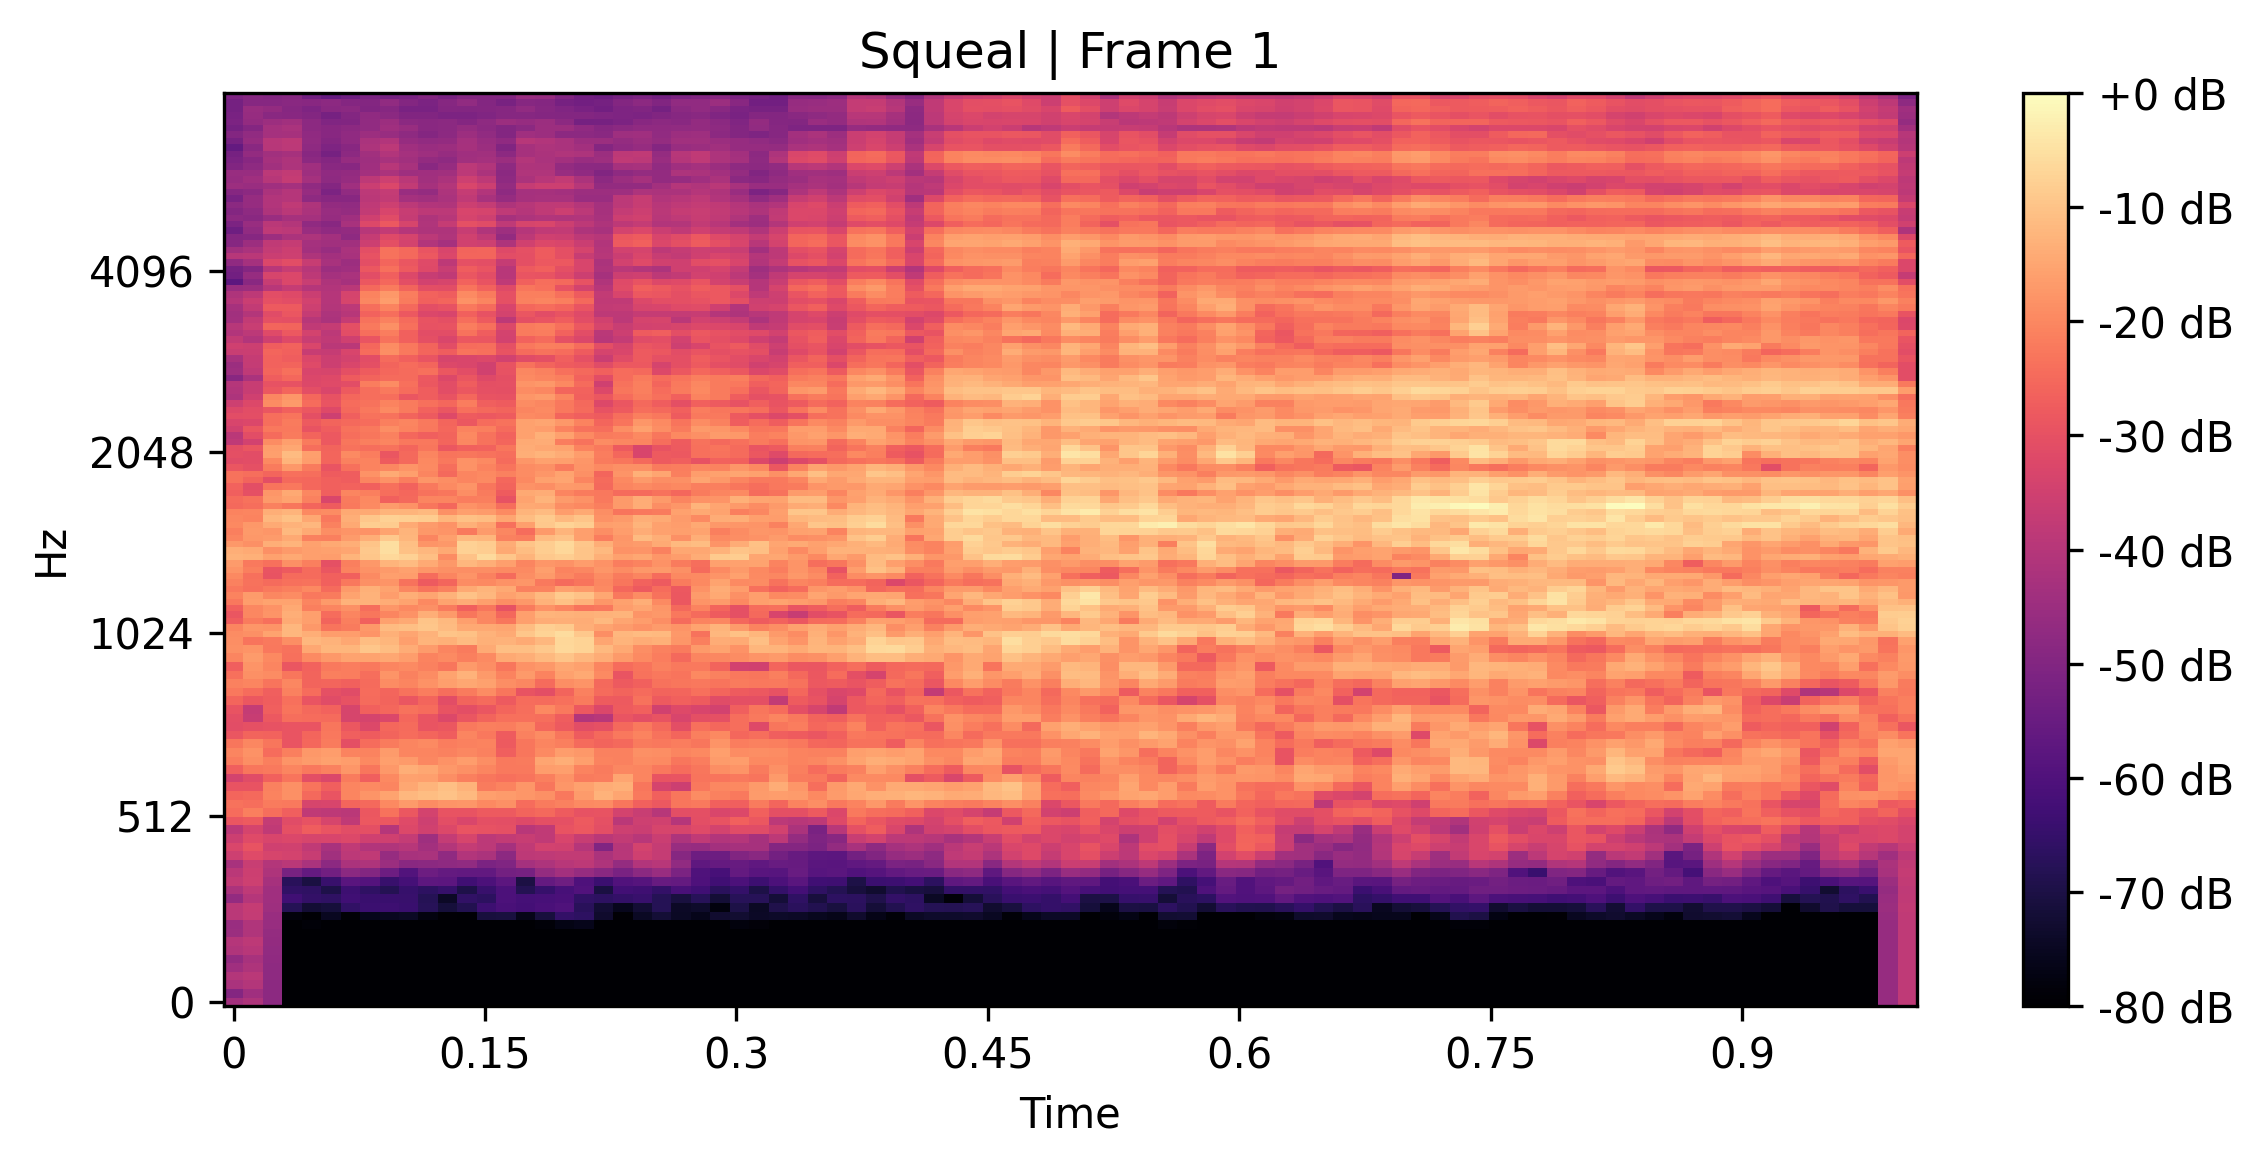 Squeal | Frame 1
Hz
4096
2048
1024
512
0
0 0.15 0.3 0.45 0.6 0.75 0.9
Time
+0 dB
-10 dB
-20 dB
-30 dB
-40 dB
-50 dB
-60 dB
-70 dB
-80 dB